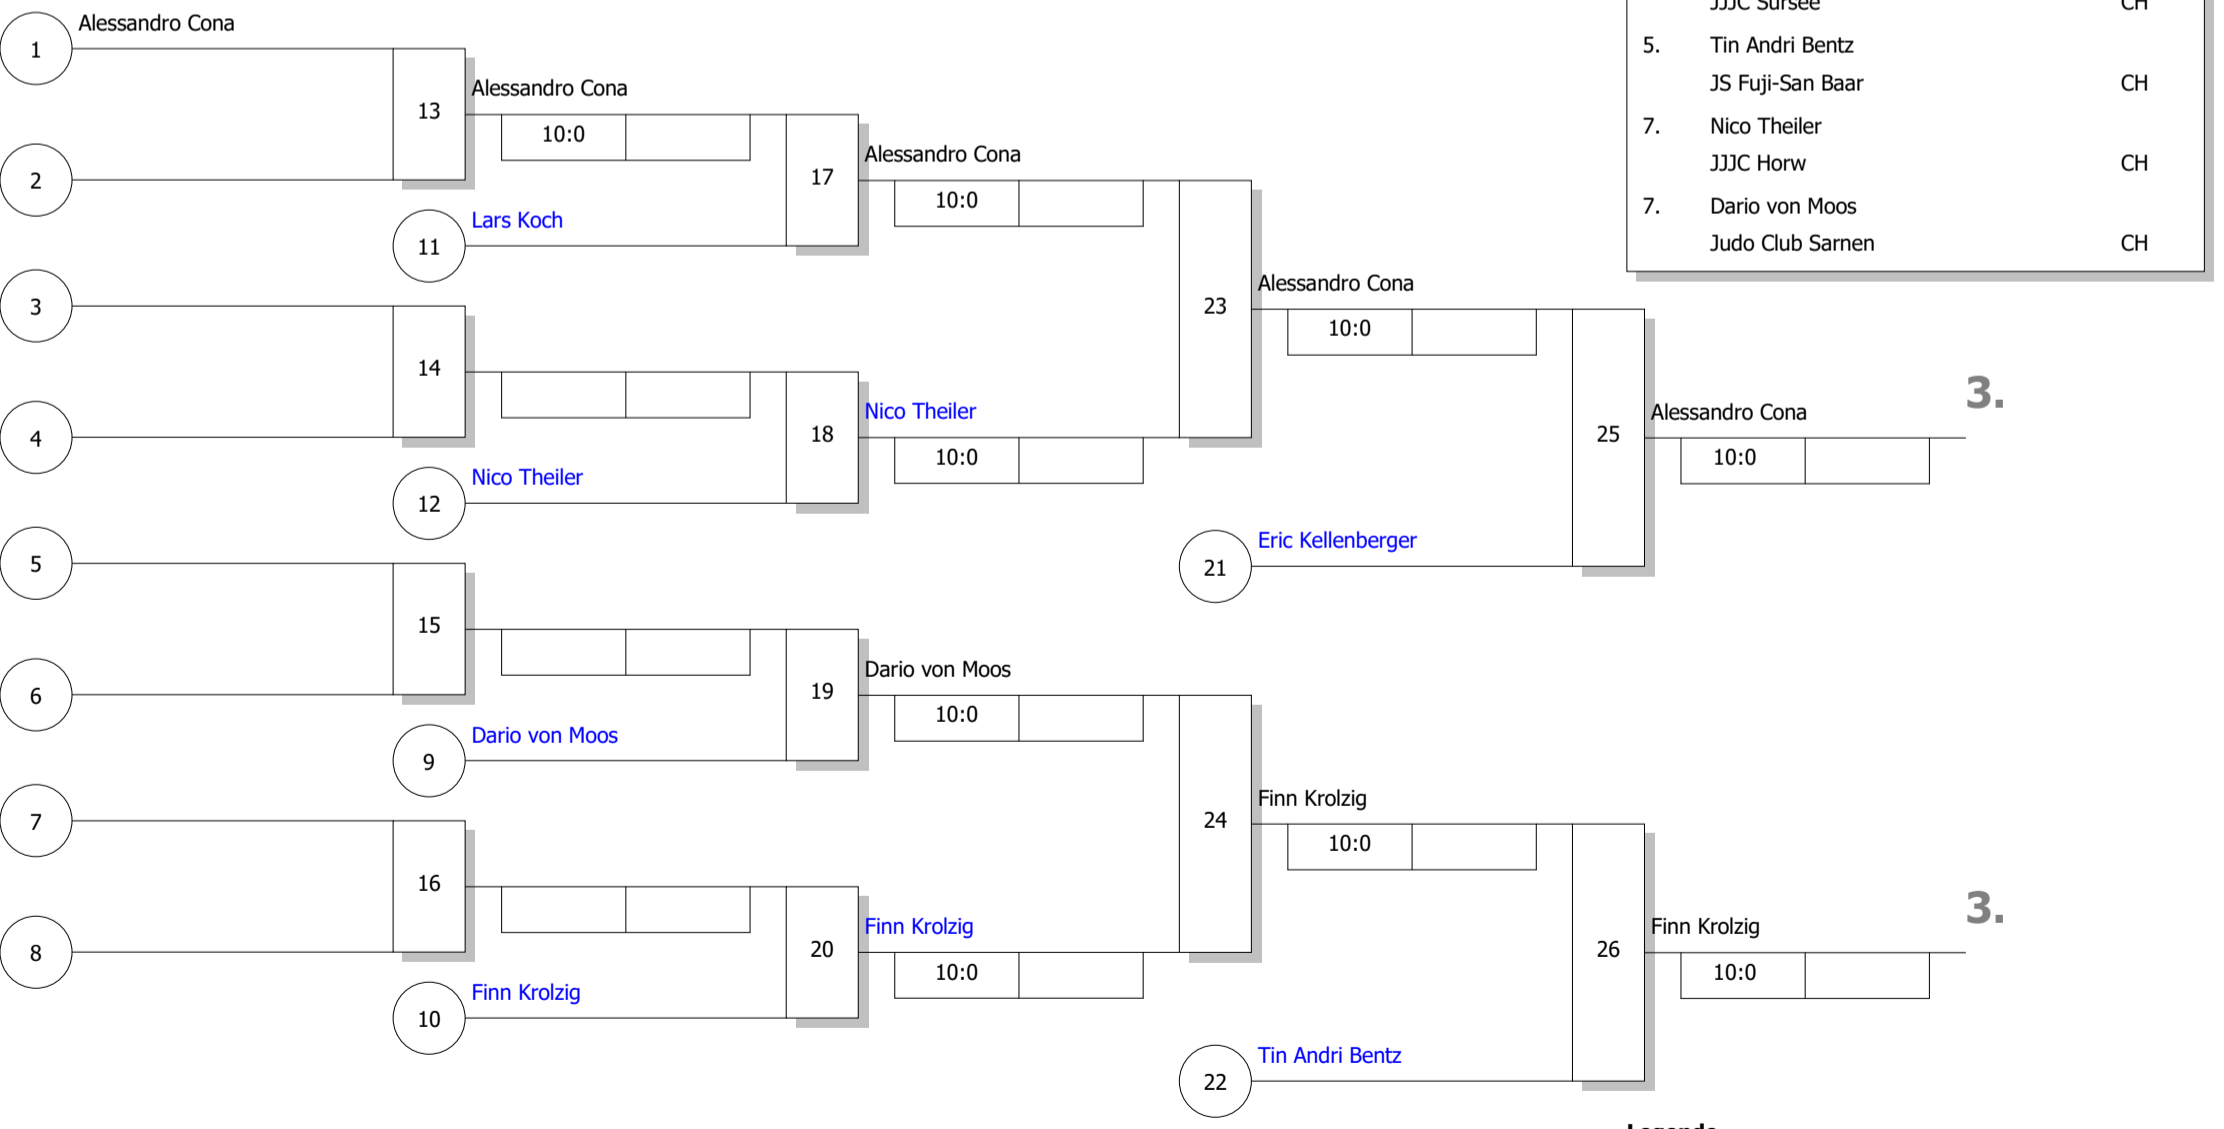 JJJC Sursee CH
5. Tin Andri Bentz
JS Fuji-San Baar CH
7. Nico Theiler
JJJC Horw CH
7. Dario von Moos
Judo Club Sarnen CH
1 Alessandro Cona
13 Alessandro Cona
10:0
2
17 Alessandro Cona
10:0
11 Lars Koch
3
23 Alessandro Cona
10:0
14
18 Nico Theiler
10:0
4
12 Nico Theiler
25 Alessandro Cona 3.
10:0
21 Eric Kellenberger
5
15
19 Dario von Moos
10:0
6
9 Dario von Moos
7
24 Finn Krolzig
10:0
16
20 Finn Krolzig
10:0
8
10 Finn Krolzig
26 Finn Krolzig 3.
10:0
22 Tin Andri Bentz